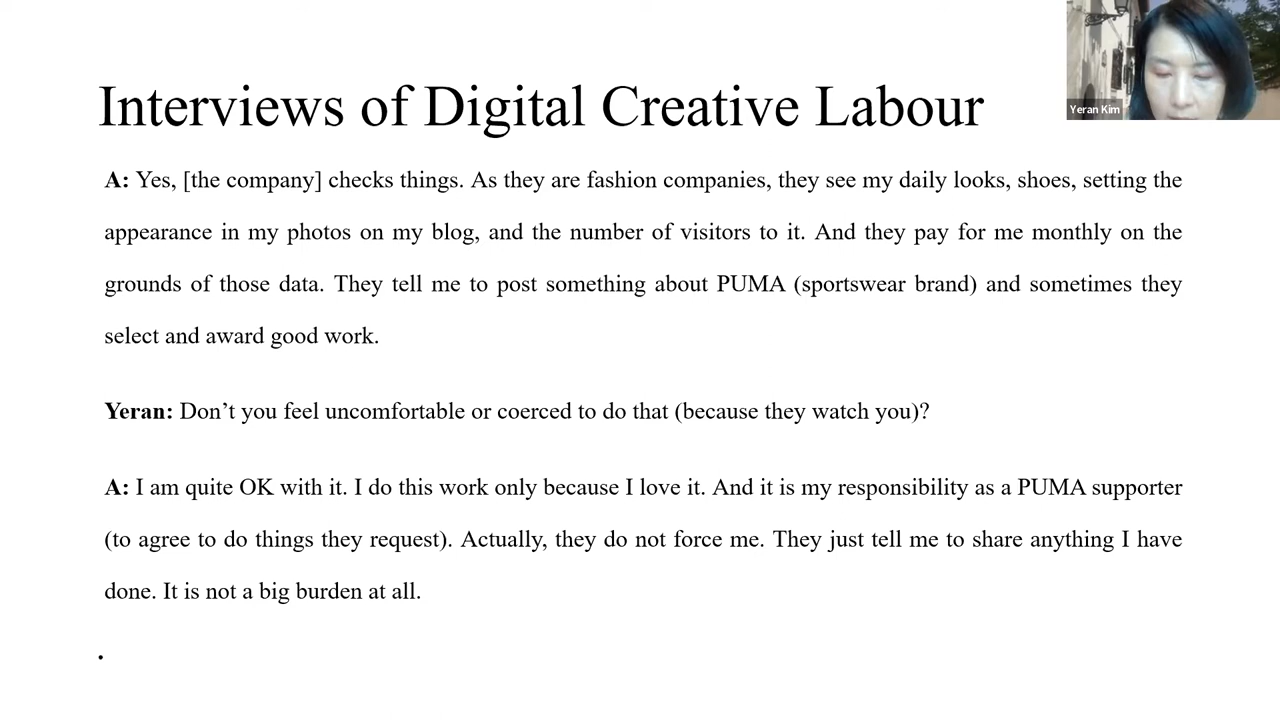 Interviews of Digital Creative Labour
Yeran Kim
A: Yes, [the company] checks things. As they are fashion companies, they see my daily looks, shoes, setting the
appearance in my photos on my blog, and the number of visitors to it. And they pay for me monthly on the
grounds of those data. They tell me to post something about PUMA (sportswear brand) and sometimes they
select and award good work.
Yeran: Don’t you feel uncomfortable or coerced to do that (because they watch you)?
A: I am quite OK with it. I do this work only because I love it. And it is my responsibility as a PUMA supporter
(to agree to do things they request). Actually, they do not force me. They just tell me to share anything I have
done. It is not a big burden at all.